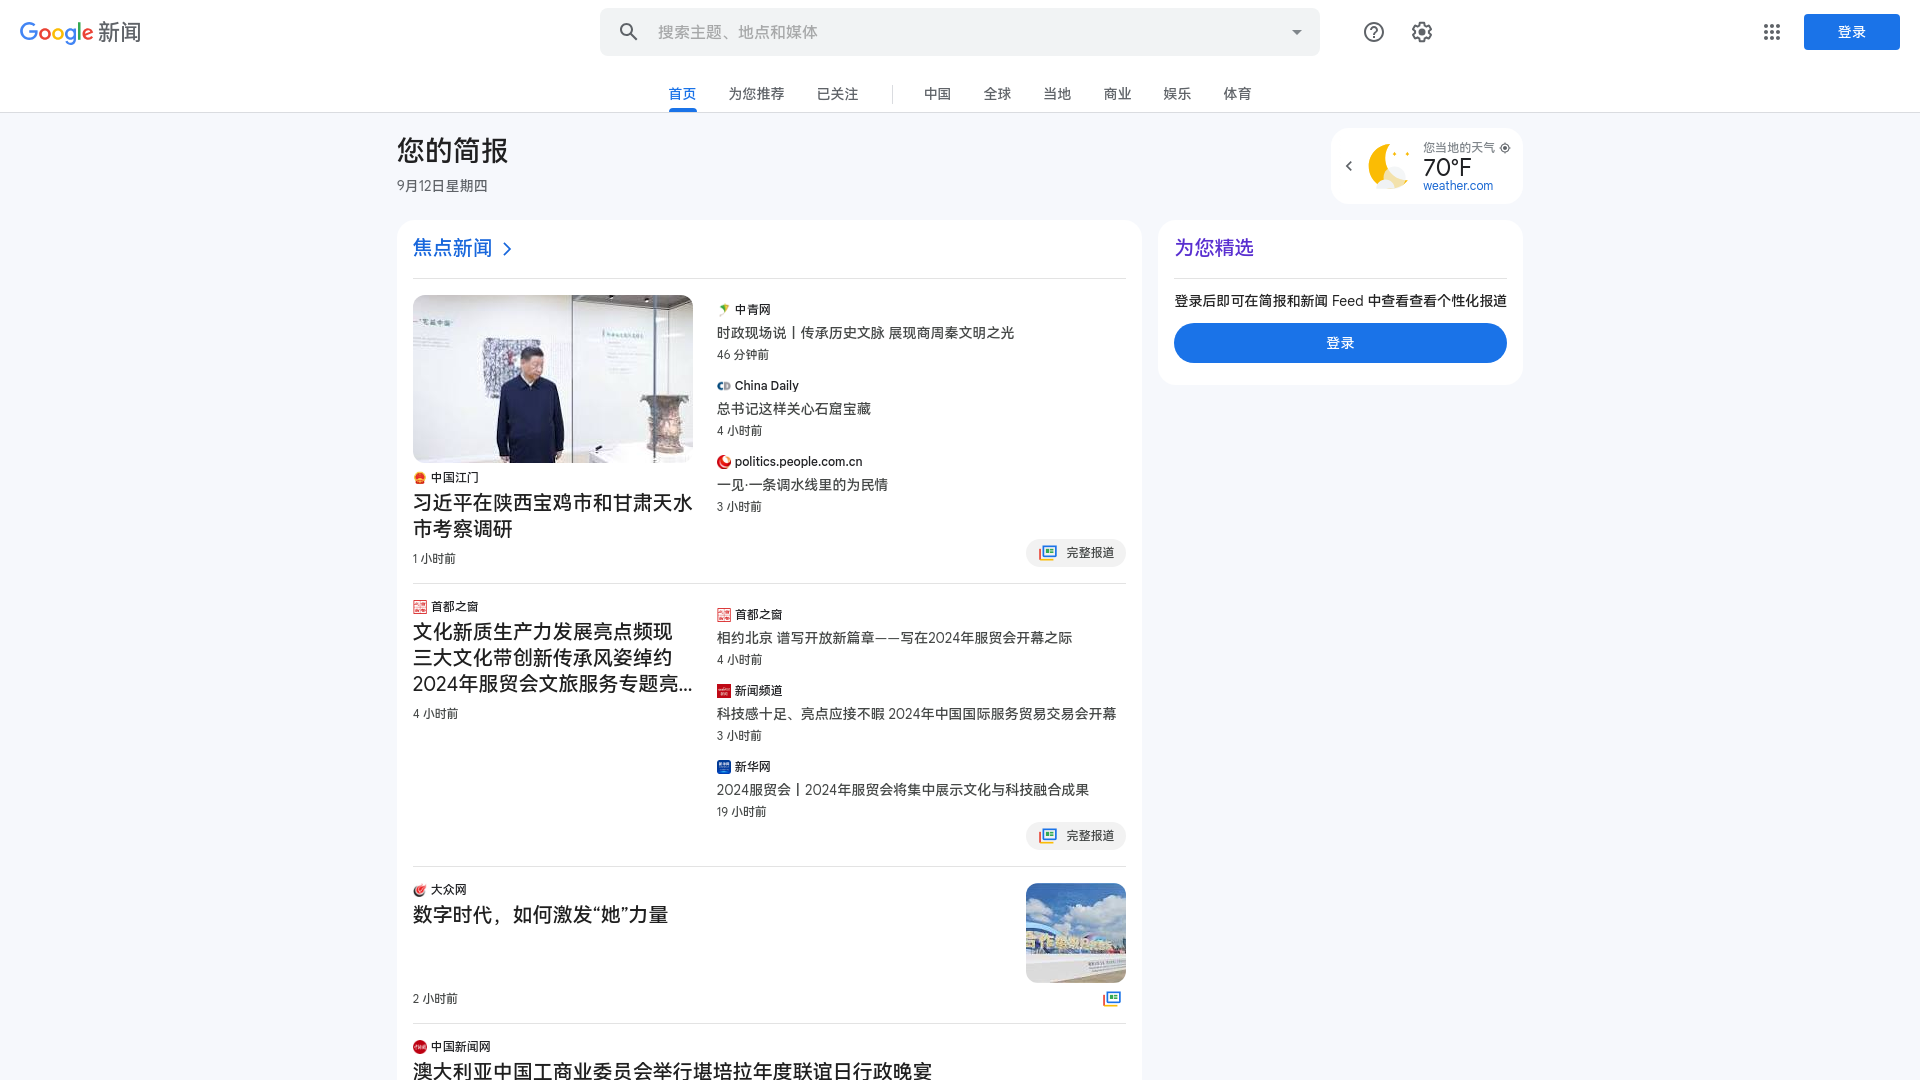 Google 新闻
搜索主题、地点和媒体
登录
首页
为您推荐
已关注
中国
全球
当地
商业
娱乐
体育
您的简报
9月12日星期四
您当地的天气
70°F
weather.com
焦点新闻
中国江门
习近平在陕西宝鸡市和甘肃天水
市考察调研
1 小时前
中青网
时政现场说丨传承历史文脉 展现商周秦文明之光
46 分钟前
China Daily
总书记这样关心石窟宝藏
4 小时前
politics.people.com.cn
一见·一条调水线里的为民情
3 小时前
完整报道
首都之窗
文化新质生产力发展亮点频现
三大文化带创新传承风姿绰约
2024年服贸会文旅服务专题亮...
4 小时前
首都之窗
相约北京 谱写开放新篇章——写在2024年服贸会开幕之际
4 小时前
新闻频道
科技感十足、亮点应接不暇 2024年中国国际服务贸易交易会开幕
3 小时前
新华网
2024服贸会丨2024年服贸会将集中展示文化与科技融合成果
19 小时前
完整报道
大众网
数字时代，如何激发“她”力量
2 小时前
中国新闻网
澳大利亚中国工商业委员会举行堪培拉年度联谊日行政晚宴
为您精选
登录后即可在简报和新闻 Feed 中查看查看个性化报道
登录